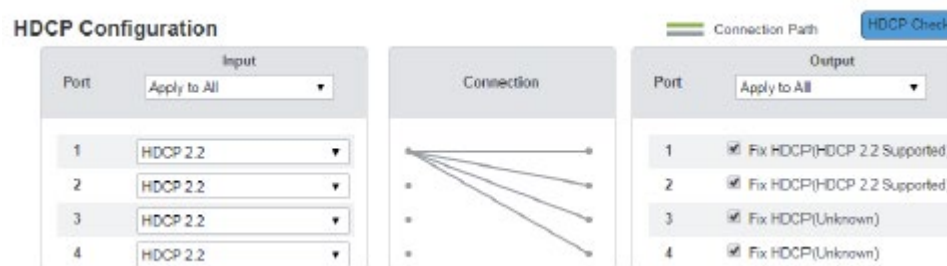 HDCP Configuration
Connection Path
HDCP Check
Input
Output
Port
Apply to All
Connection
Port
Apply to All
1 HDCP 2.2 1 Fix HDCP(HDCP 2.2 Supported
2 HDCP 2.2 2 Fix HDCP(HDCP 2.2 Supported
3 HDCP 2.2 3 Fix HDCP(Unknown)
4 HDCP 2.2 4 Fix HDCP(Unknown)